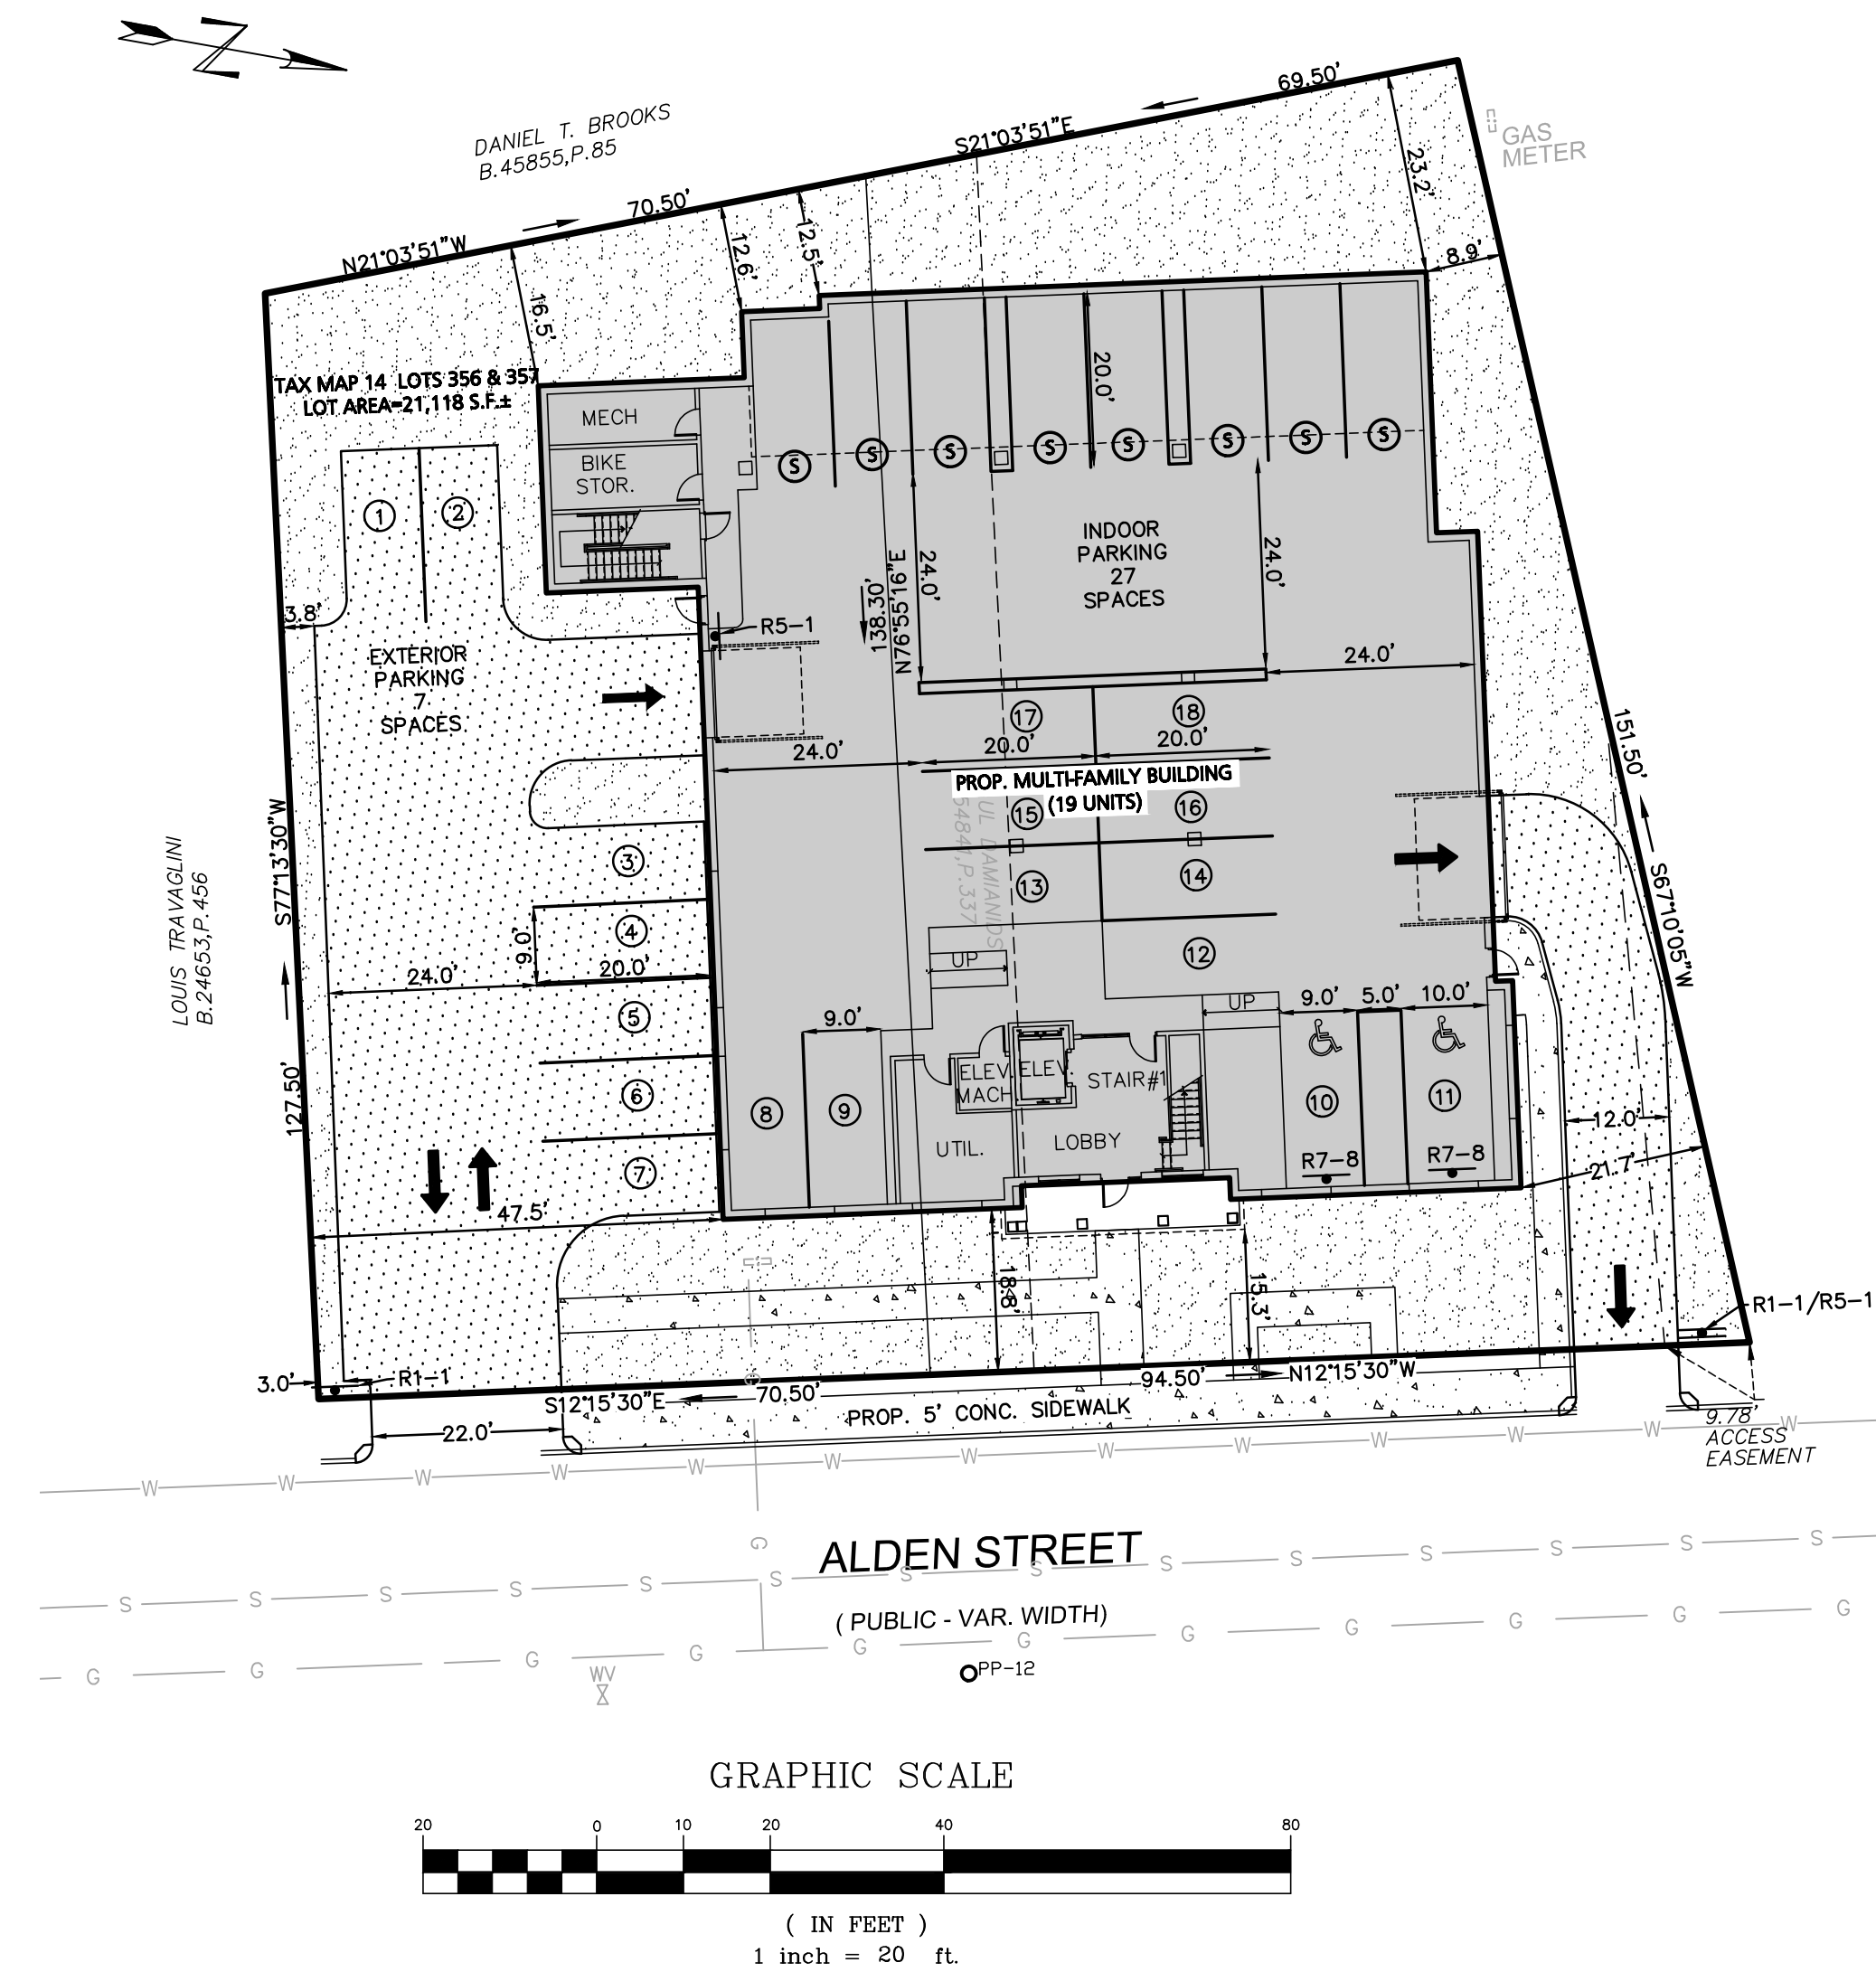 DANIEL T. BROOKS
B.45855,P.85
69.50'
S21°03'51"E
GAS
METER
70.50'
N21°03'51"W
23.2'
8.9'
12.6'
12.5'
16.5'
TAX MAP 14 LOTS 356 & 357
LOT AREA=21,118 S.F.±
MECH
BIKE
STOR.
20.0'
S S S S S S S S
1
2
INDOOR
PARKING
27
SPACES
24.0'
24.0'
138.30'
N76°55'16"E
3.8'
R5-1
EXTERIOR
PARKING
7
SPACES
24.0'
17
18
24.0'
20.0'
20.0'
151.50'
S67°10'05"W
PROP. MULTI-FAMILY BUILDING
(19 UNITS)
15
16
UL DAMIANIDS
54841,P.337
S77°13'30"W
127.50'
LOUIS TRAVAGLINI
B.24653,P.456
3
13
14
4
9.0'
12
UP
24.0'
20.0'
5
UP
9.0'
5.0'
10.0'
9.0'
ELEV.
MACH
ELEV.
STAIR#1
6
8
9
10
11
12.0'
UTIL.
LOBBY
R7-8
R7-8
7
21.7'
47.5'
18.8'
15.3'
R1-1/R5-1
3.0'
R1-1
S12°15'30"E
70.50'
94.50'
N12°15'30"W
PROP. 5' CONC. SIDEWALK
22.0'
9.78'
ACCESS
EASEMENT
W W W W W W W W W W W W W
ALDEN STREET
G
S S S S S S S S S S S S S S
( PUBLIC - VAR. WIDTH)
G G G G G G G G G G G
WV
PP-12
GRAPHIC SCALE
20 0 10 20 40 80
( IN FEET )
1 inch = 20 ft.